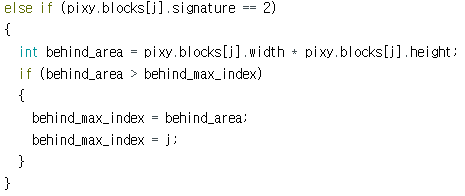 else if (pixy.blocks[j].signature == 2)
{
  int behind_area = pixy.blocks[j].width * pixy.blocks[j].height;
  if (behind_area > behind_max_index)
  {
    behind_max_index = behind_area;
    behind_max_index = j;
  }
}